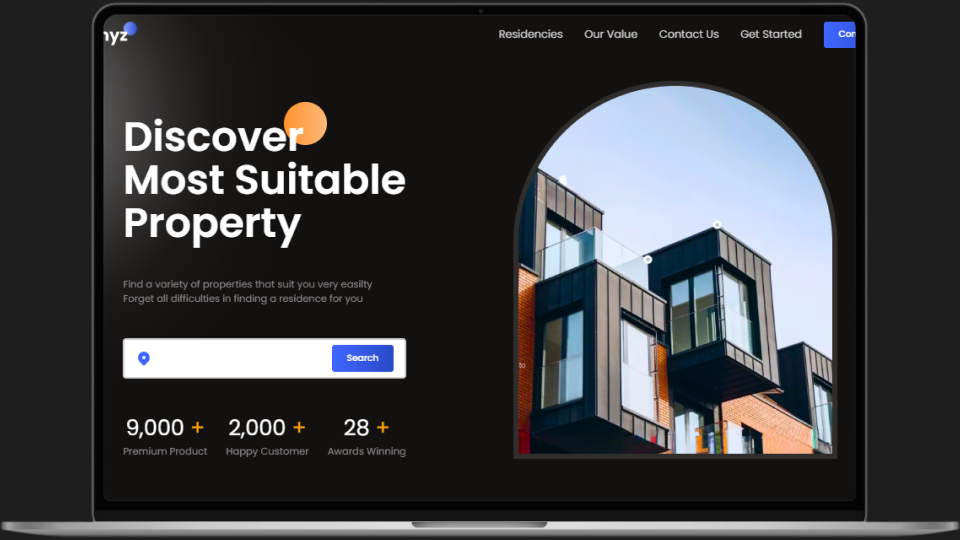 nyz
Residencies
Our Value
Contact Us
Get Started
Con
Discover
Most Suitable
Property
Find a variety of properties that suit you very easilty
Forget all difficulties in finding a residence for you
Search
9,000 +
2,000 +
28 +
Premium Product
Happy Customer
Awards Winning
to